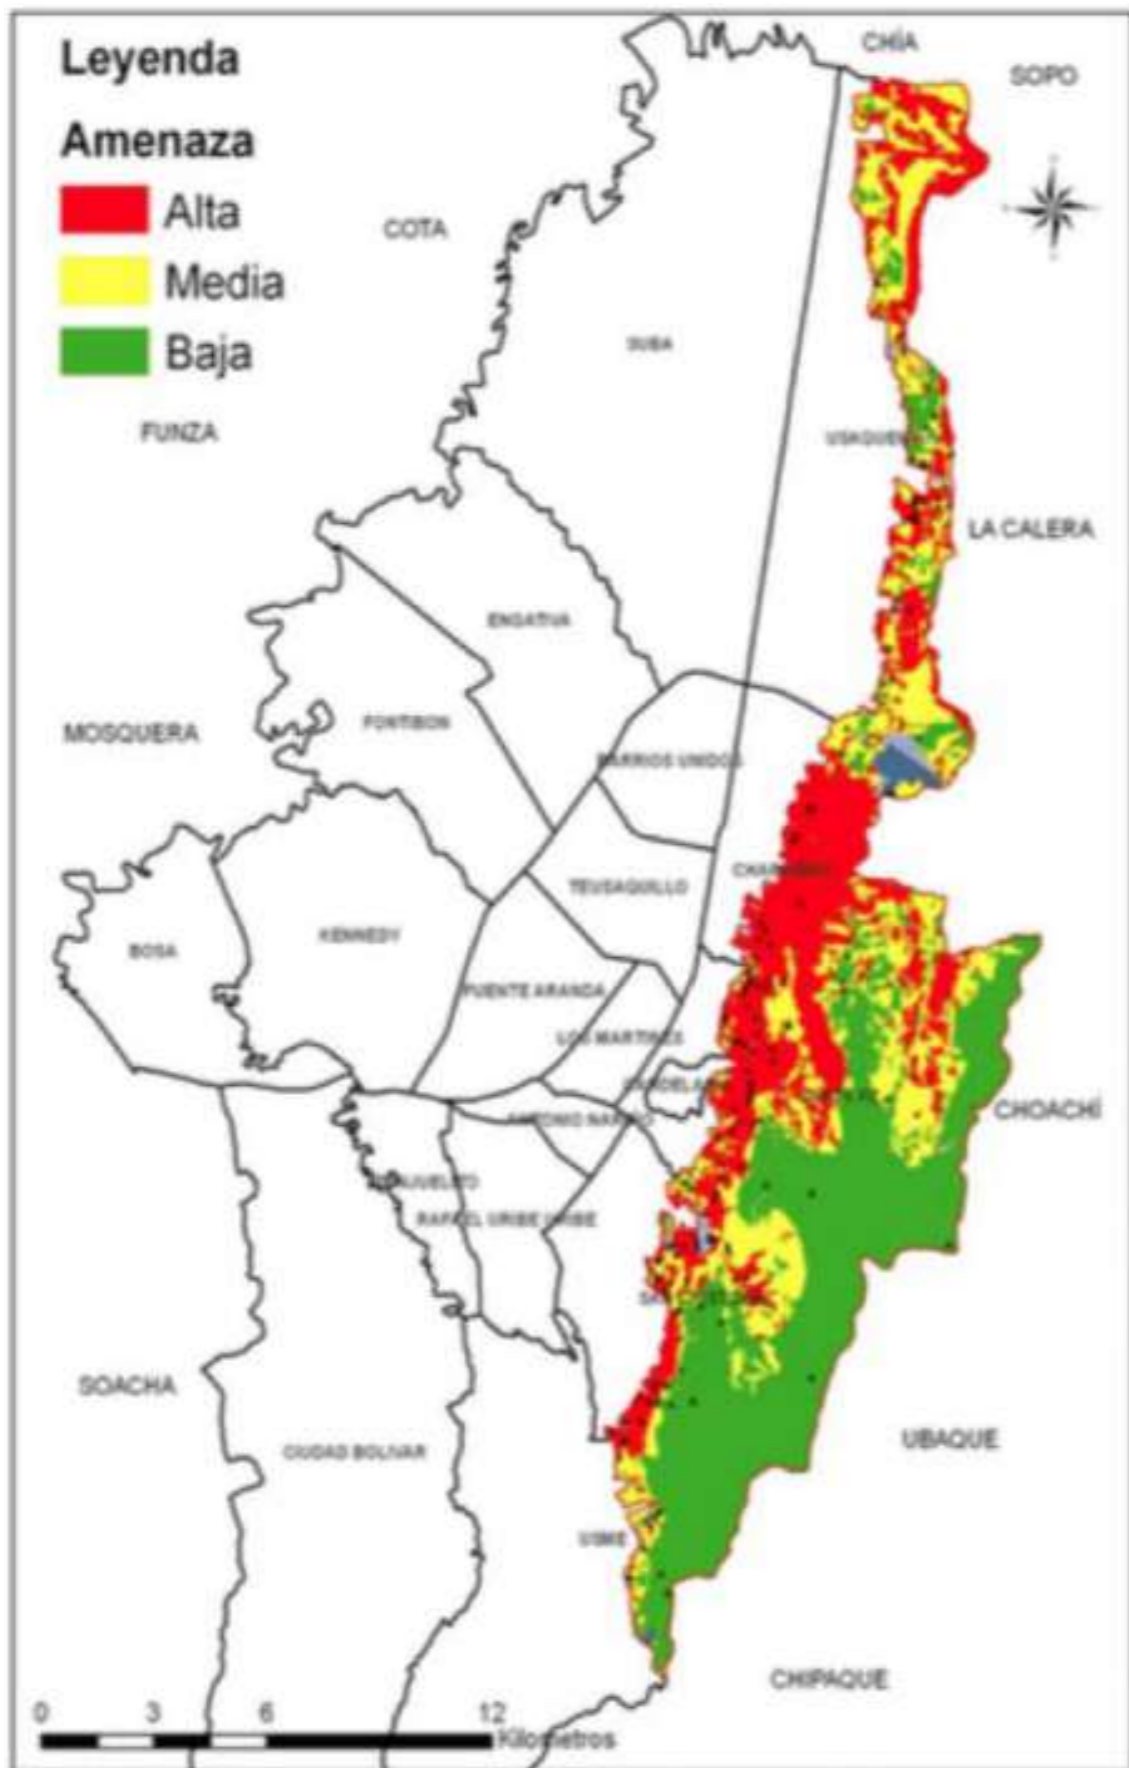 Leyenda
Amenaza
Alta
Media
Baja
CHÍA
SOPO
COTA
SUBA
FUNZA
LA CALERA
ENGATIVA
FONTIBON
MOSQUERA
BARRIOS UNIDOS
TEUSAQUILLO
KENNEDY
BOSA
PUENTE ARANDA
LOS MARTIRES
CHOACHÍ
RAFAEL URIBE URIBE
SOACHA
CIUDAD BOLIVAR
UBAQUE
USME
CHIPAQUE
0 3 6 12
Kilómetros